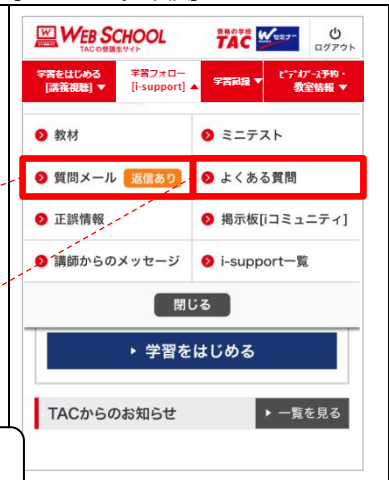 WEB SCHOOL
TACの受講生サイト
資格の学校
TAC Wセミナー
ログアウト
学習をはじめる
[講義視聴] ▼
学習フォロー
[i-support] ▲
学習記録 ▼
ビデオブース予約・
教室情報 ▼
教材
ミニテスト
質問メール 返信あり
よくある質問
正誤情報
掲示板[iコミュニティ]
講師からのメッセージ
i-support一覧
閉じる
学習をはじめる
TACからのお知らせ
一覧を見る